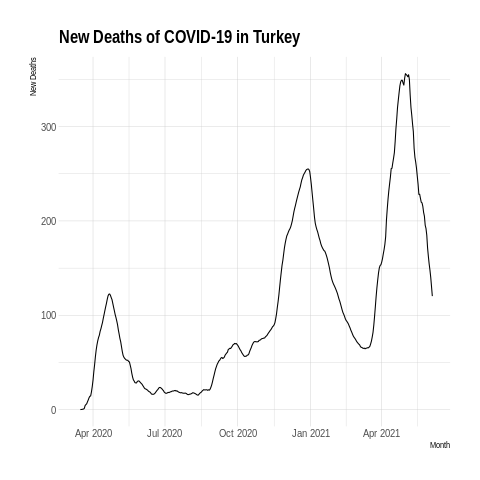 New Deaths of COVID-19 in Turkey
New Deaths
300
200
100
0
Apr 2020 Jul 2020 Oct 2020 Jan 2021 Apr 2021
Month